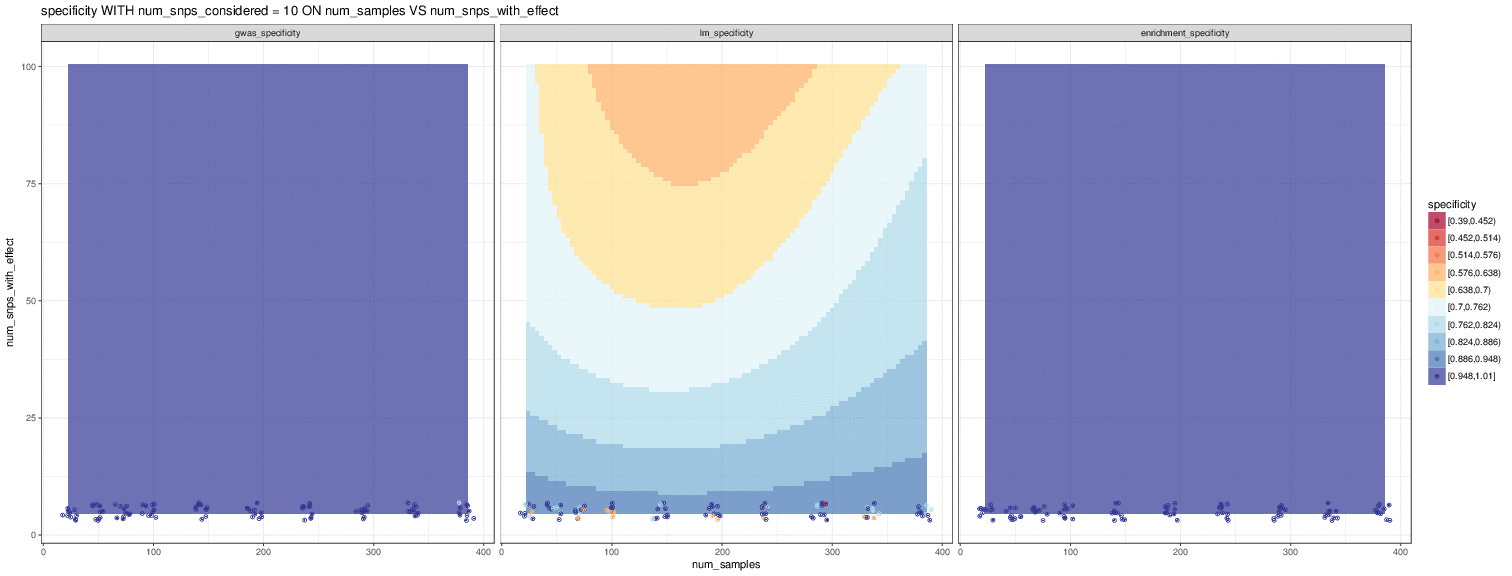 specificity WITH num_snps_considered = 10 ON num_samples VS num_snps_with_effect
gwas_specificity
lm_specificity
enrichment_specificity
num_snps_with_effect
100
75
50
25
0
0 100 200 300 400
0 100 200 300 400
0 100 200 300 400
num_samples
specificity
[0.39,0.452)
[0.452,0.514)
[0.514,0.576)
[0.576,0.638)
[0.638,0.7)
[0.7,0.762)
[0.762,0.824)
[0.824,0.886)
[0.886,0.948)
[0.948,1.01]